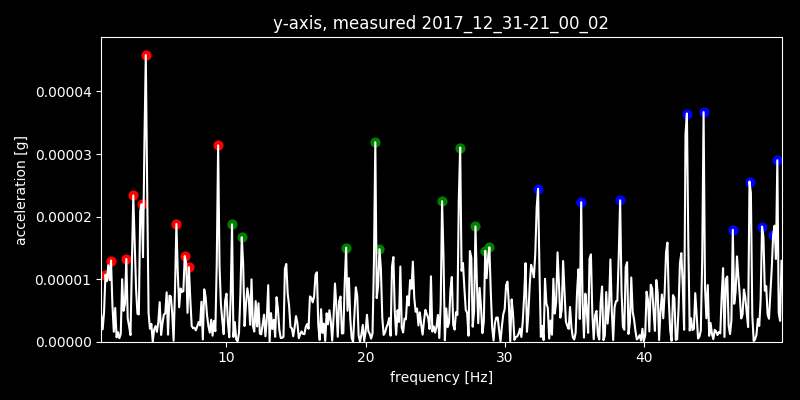 y-axis, measured 2017_12_31-21_00_02
acceleration [g]
0.00004
0.00003
0.00002
0.00001
0.00000
10 20 30 40
frequency [Hz]